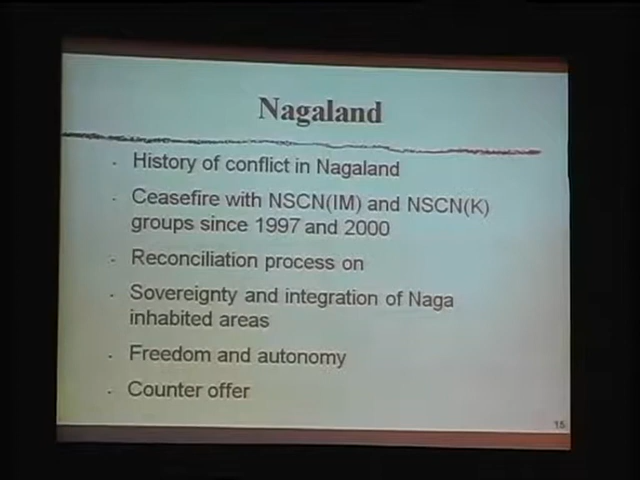 Nagaland
- History of conflict in Nagaland
- Ceasefire with NSCN(IM) and NSCN(K)
groups since 1997 and 2000
- Reconciliation process on
- Sovereignty and integration of Naga
inhabited areas
- Freedom and autonomy
- Counter offer
15